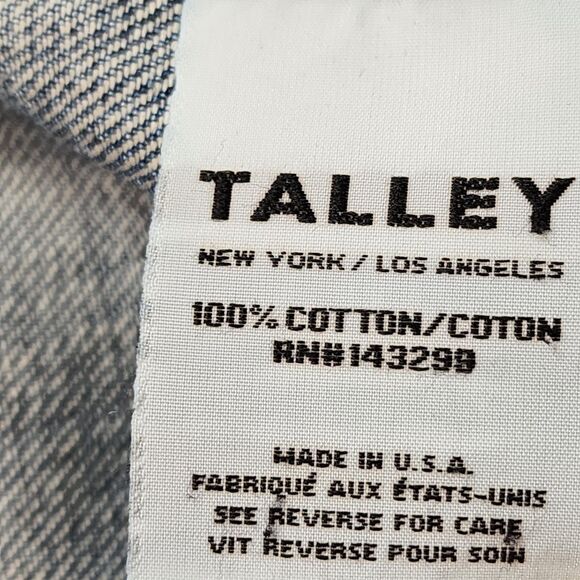 TALLEY
NEW YORK / LOS ANGELES
100% COTTON/COTON
RN#143299
MADE IN U.S.A.
FABRIQUÉ AUX ÉTATS-UNIS
SEE REVERSE FOR CARE
VIT REVERSE POUR SOIN